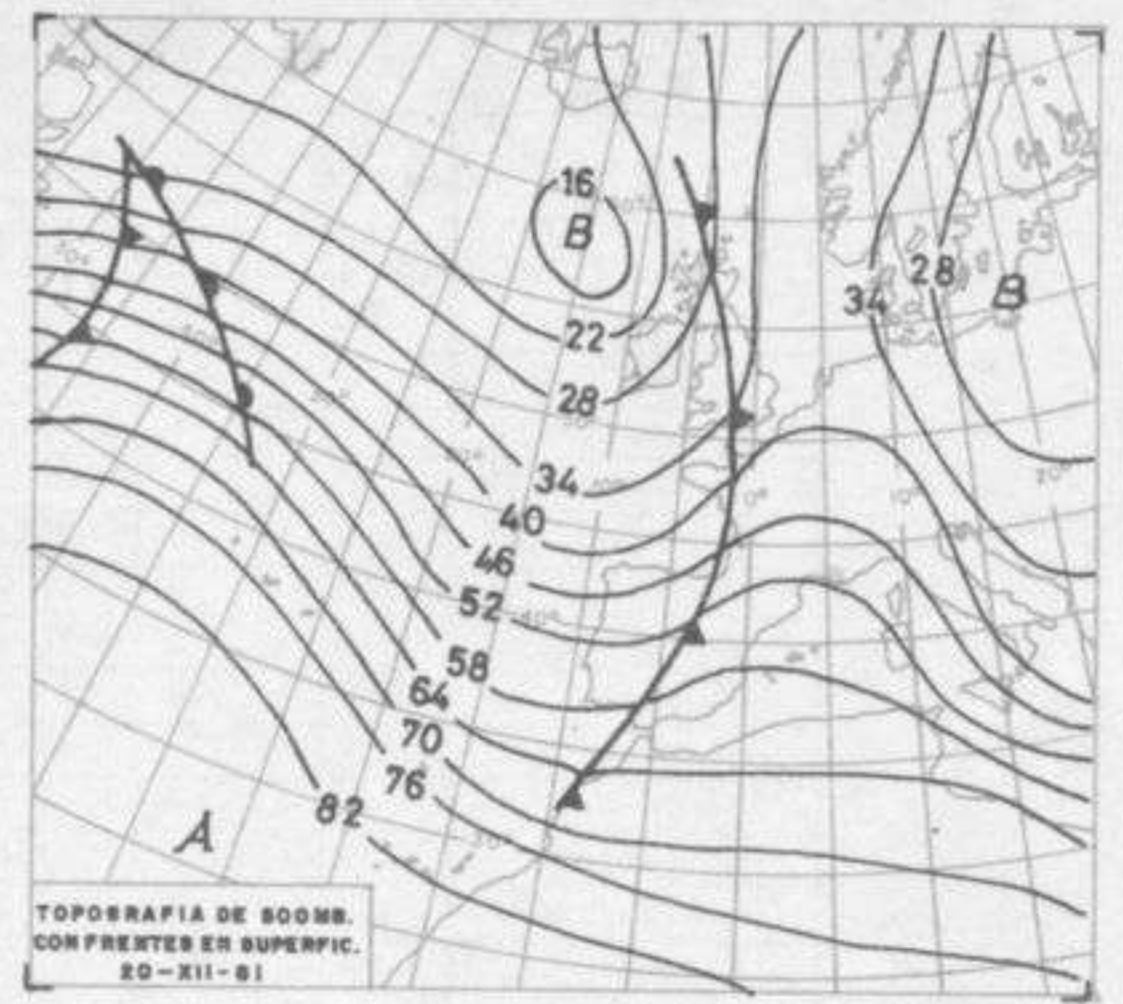 16
B
22
28
34
40
46
52
58
64
70
76
82
A
34
28
B
TOPOGRAFIA DE 500MB.
CON FRENTES EN SUPERFIC.
20-XII-81